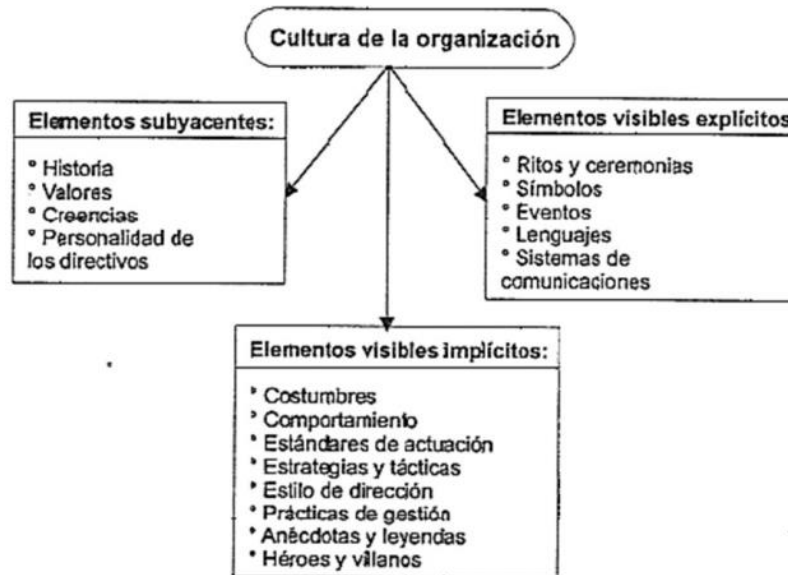 Cultura de la organización
Elementos subyacentes:
° Historia
° Valores
° Creencias
° Personalidad de
los directivos
Elementos visibles explícitos
° Ritos y ceremonias
° Símbolos
° Eventos
° Lenguajes
° Sistemas de
comunicaciones
Elementos visibles implícitos:
° Costumbres
° Comportamiento
° Estándares de actuación
° Estrategias y tácticas
° Estilo de dirección
° Prácticas de gestión
° Anécdotas y leyendas
° Héroes y villanos